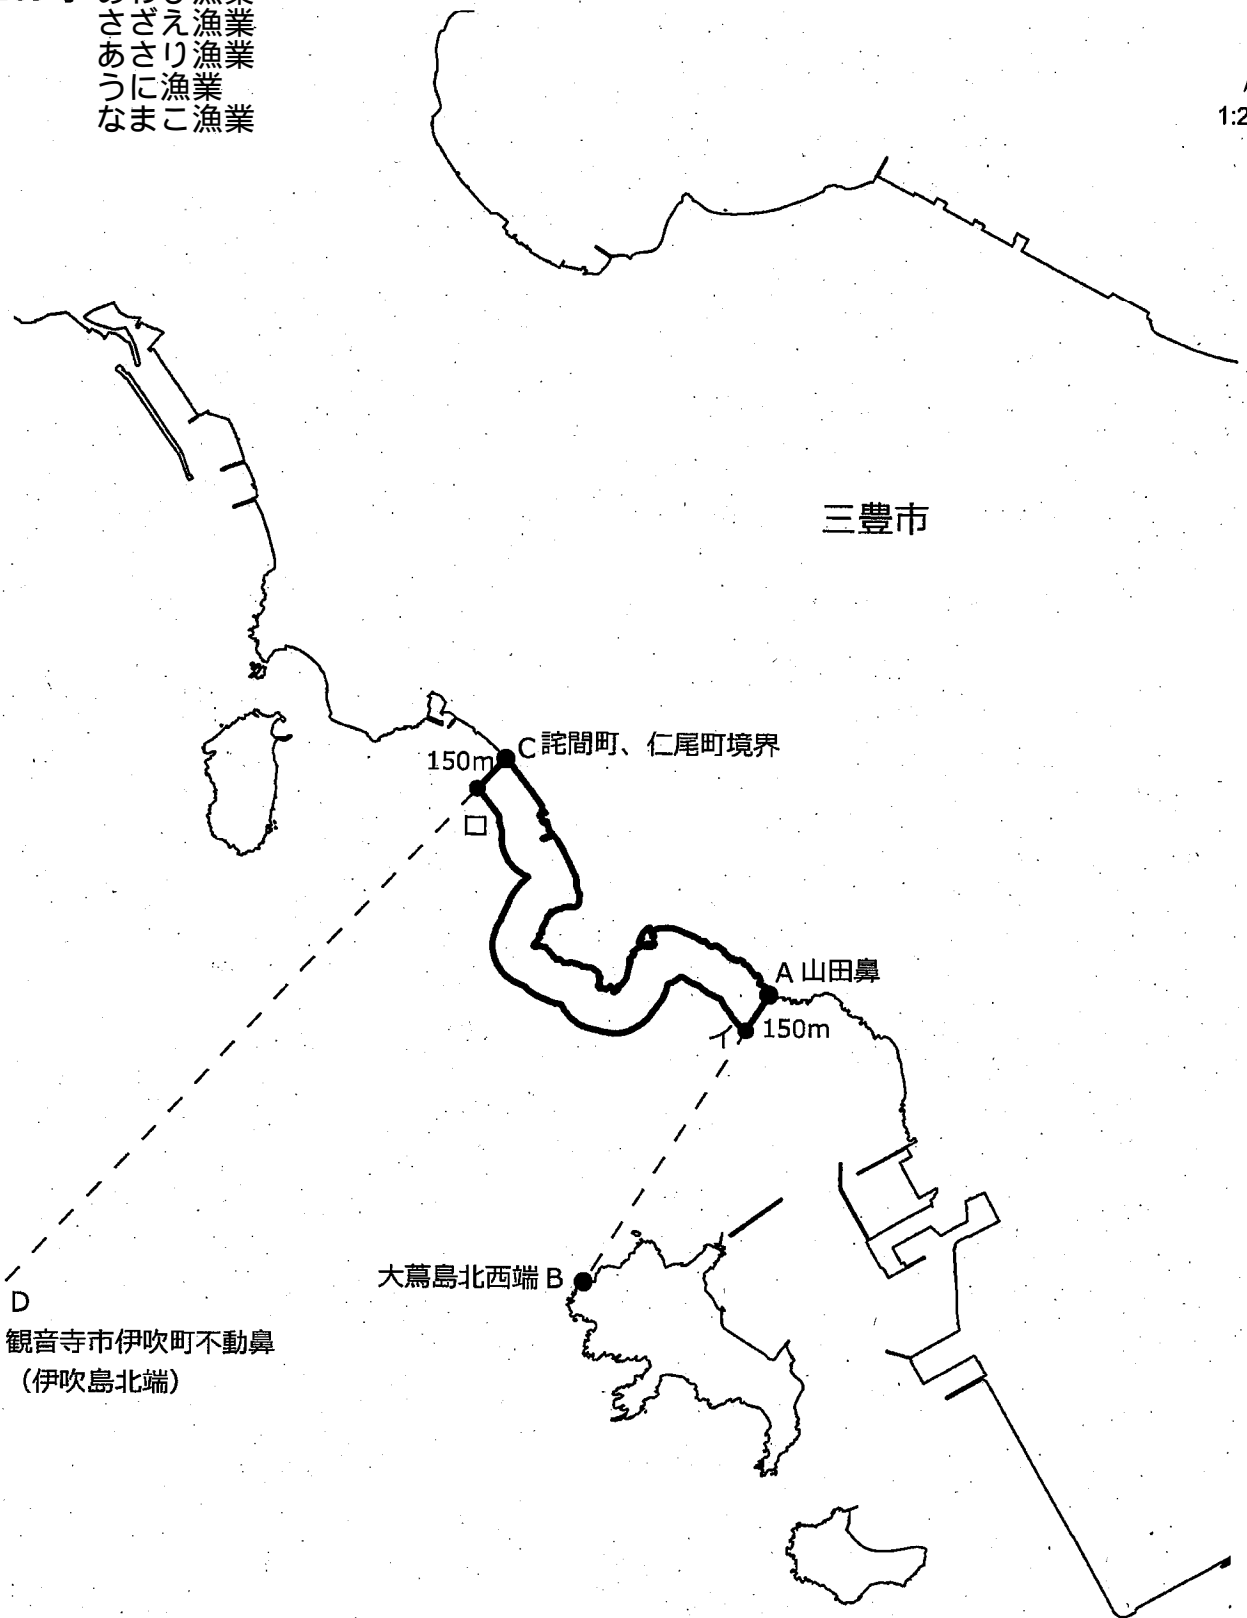 さざえ漁業
あさり漁業
うに漁業
なまこ漁業
三豊市
C 詫間町、仁尾町境界
150m
ロ
A 山田鼻
150m
イ
大蔦島北西端 B
D
観音寺市伊吹町不動鼻
（伊吹島北端）